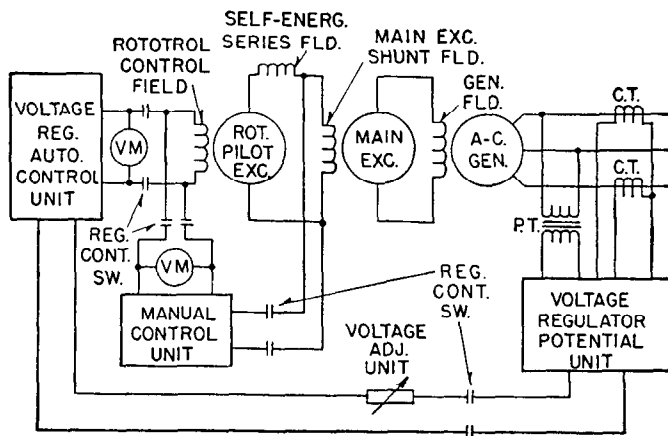 SELF-ENERG.
SERIES FLD.
ROTOTROL
CONTROL
FIELD
MAIN EXC.
SHUNT FLD.
GEN.
FLD.
C.T.
VOLTAGE
REG.
AUTO.
CONTROL
UNIT
VM
ROT.
PILOT
EXC.
MAIN
EXC.
A-C.
GEN.
C.T.
P.T.
REG.
CONT.
SW.
VM
MANUAL
CONTROL
UNIT
REG.
CONT.
SW.
VOLTAGE
ADJ.
UNIT
VOLTAGE
REGULATOR
POTENTIAL
UNIT